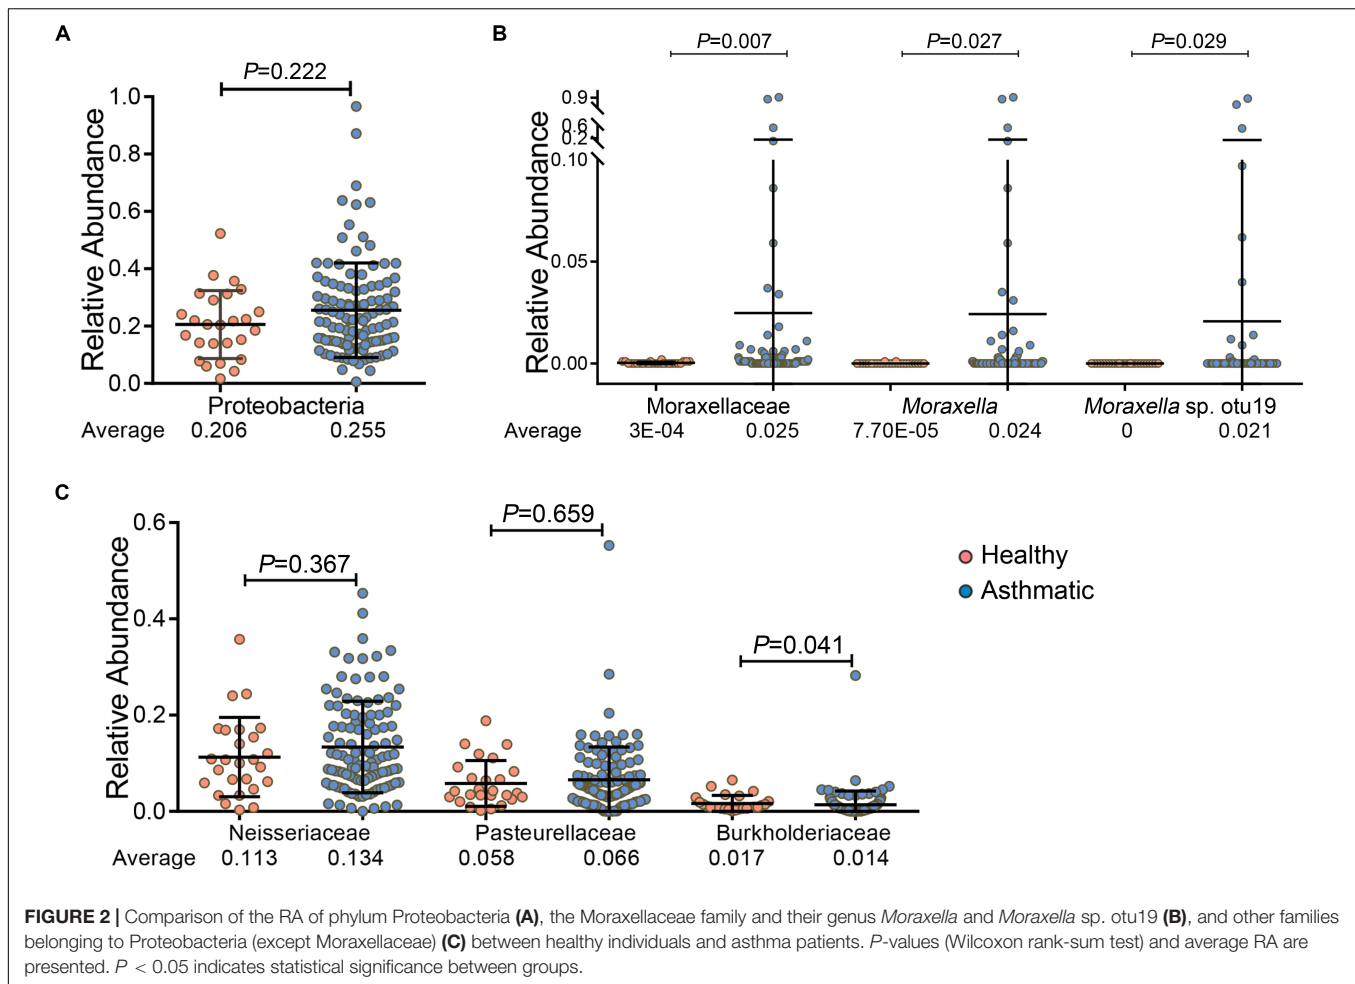 A
P=0.222
Relative Abundance
1.0
0.8
0.6
0.4
0.2
0.0
Proteobacteria
Average 0.206 0.255
B
P=0.007 P=0.027 P=0.029
Relative Abundance
0.9
0.6
0.2
0.10
0.05
0.00
Moraxellaceae Moraxella Moraxella sp. otu19
Average 3E-04 0.025 7.70E-05 0.024 0 0.021
C
P=0.367 P=0.659 P=0.041
Relative Abundance
0.6
0.4
0.2
0.0
Neisseriaceae Pasteurellaceae Burkholderiaceae
Average 0.113 0.134 0.058 0.066 0.017 0.014
Healthy
Asthmatic
FIGURE 2 | Comparison of the RA of phylum Proteobacteria (A), the Moraxellaceae family and their genus Moraxella and Moraxella sp. otu19 (B), and other families
belonging to Proteobacteria (except Moraxellaceae) (C) between healthy individuals and asthma patients. P-values (Wilcoxon rank-sum test) and average RA are
presented. P < 0.05 indicates statistical significance between groups.